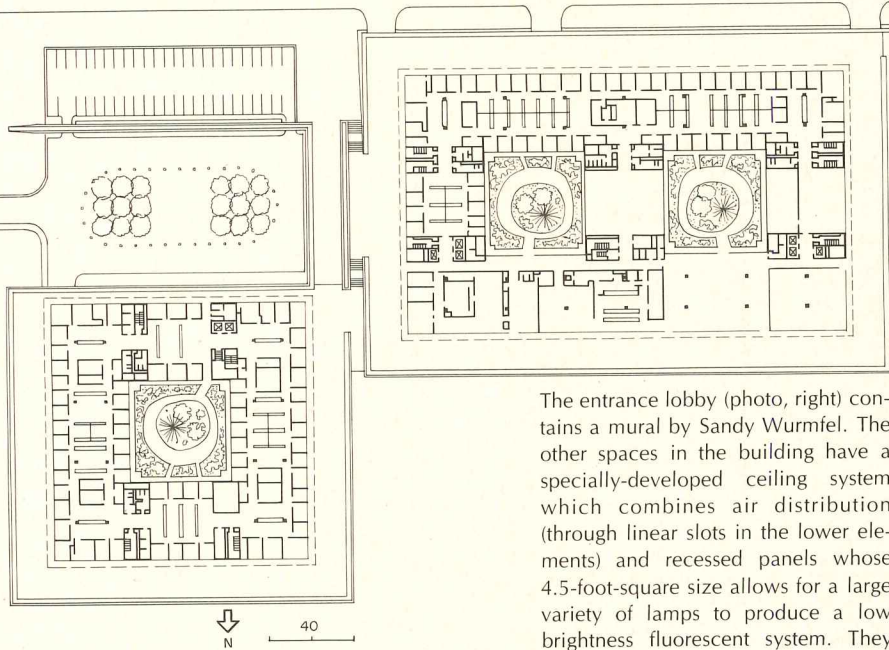 40
N
The entrance lobby (photo, right) con-
tains a mural by Sandy Wurmfel. The
other spaces in the building have a
specially-developed ceiling system
which combines air distribution
(through linear slots in the lower ele-
ments) and recessed panels whose
4.5-foot-square size allows for a large
variety of lamps to produce a low
brightness fluorescent system. They